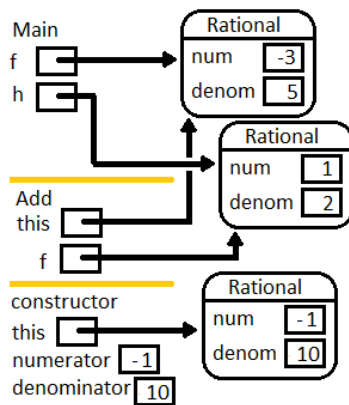 Main
f
h
Rational
num -3
denom 5
Rational
num 1
denom 2
Add
this
f
constructor
this
numerator -1
denominator 10
Rational
num -1
denom 10